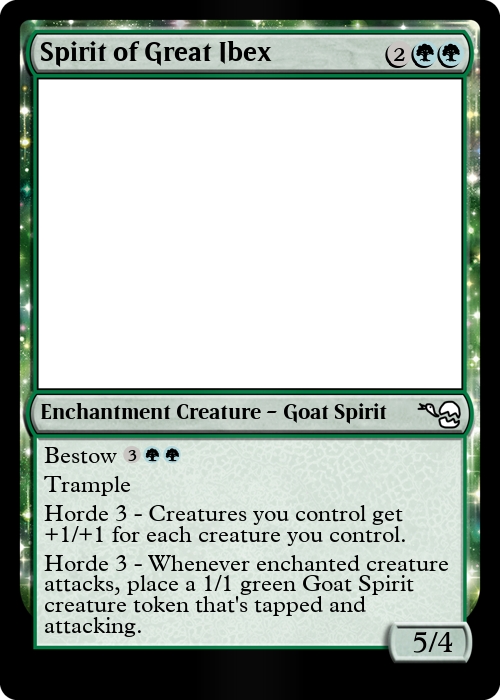 Spirit of Great Ibex 2
Enchantment Creature – Goat Spirit
Bestow 3
Trample
Horde 3 - Creatures you control get
+1/+1 for each creature you control.
Horde 3 - Whenever enchanted creature
attacks, place a 1/1 green Goat Spirit
creature token that's tapped and
attacking.
5/4